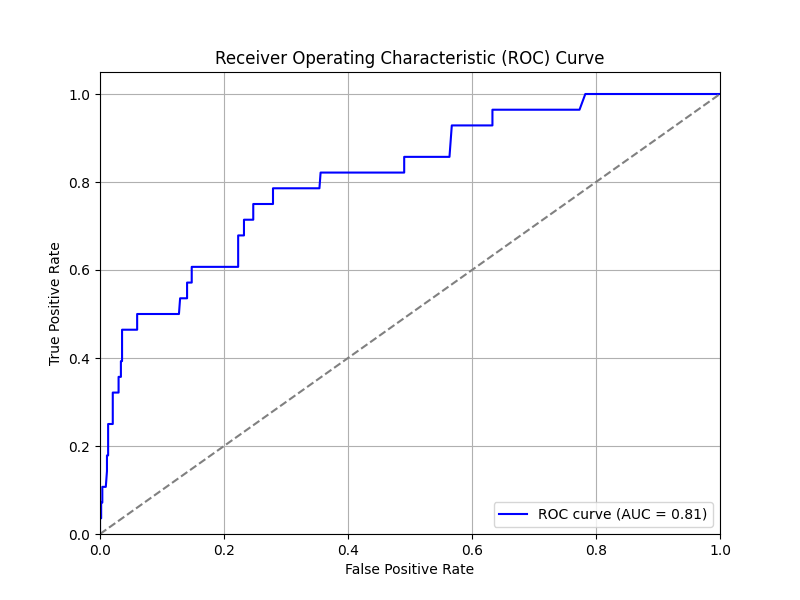 Receiver Operating Characteristic (ROC) Curve
1.0
0.8
0.6
0.4
0.2
0.0
True Positive Rate
ROC curve (AUC = 0.81)
0.0 0.2 0.4 0.6 0.8 1.0
False Positive Rate